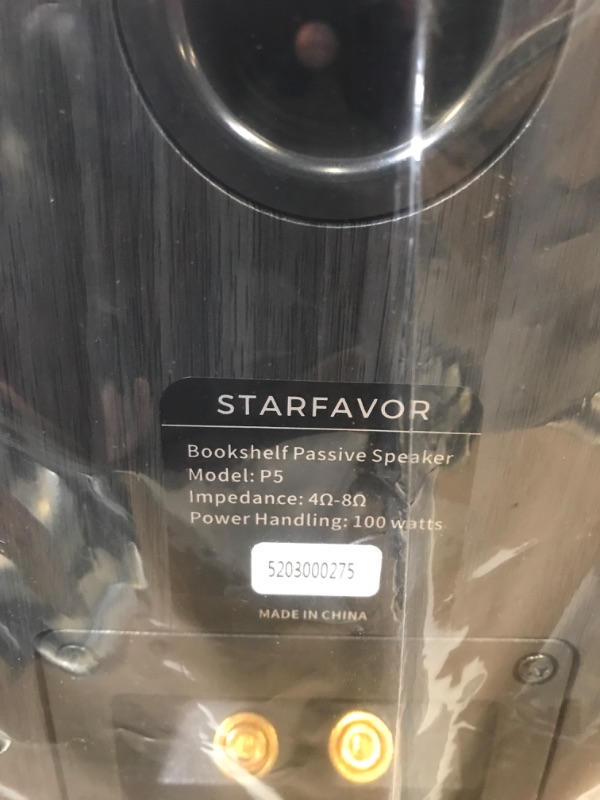 STARFAVOR
Bookshelf Passive Speaker
Model: P5
Impedance: 4Ω-8Ω
Power Handling: 100 watts
5203000275
MADE IN CHINA